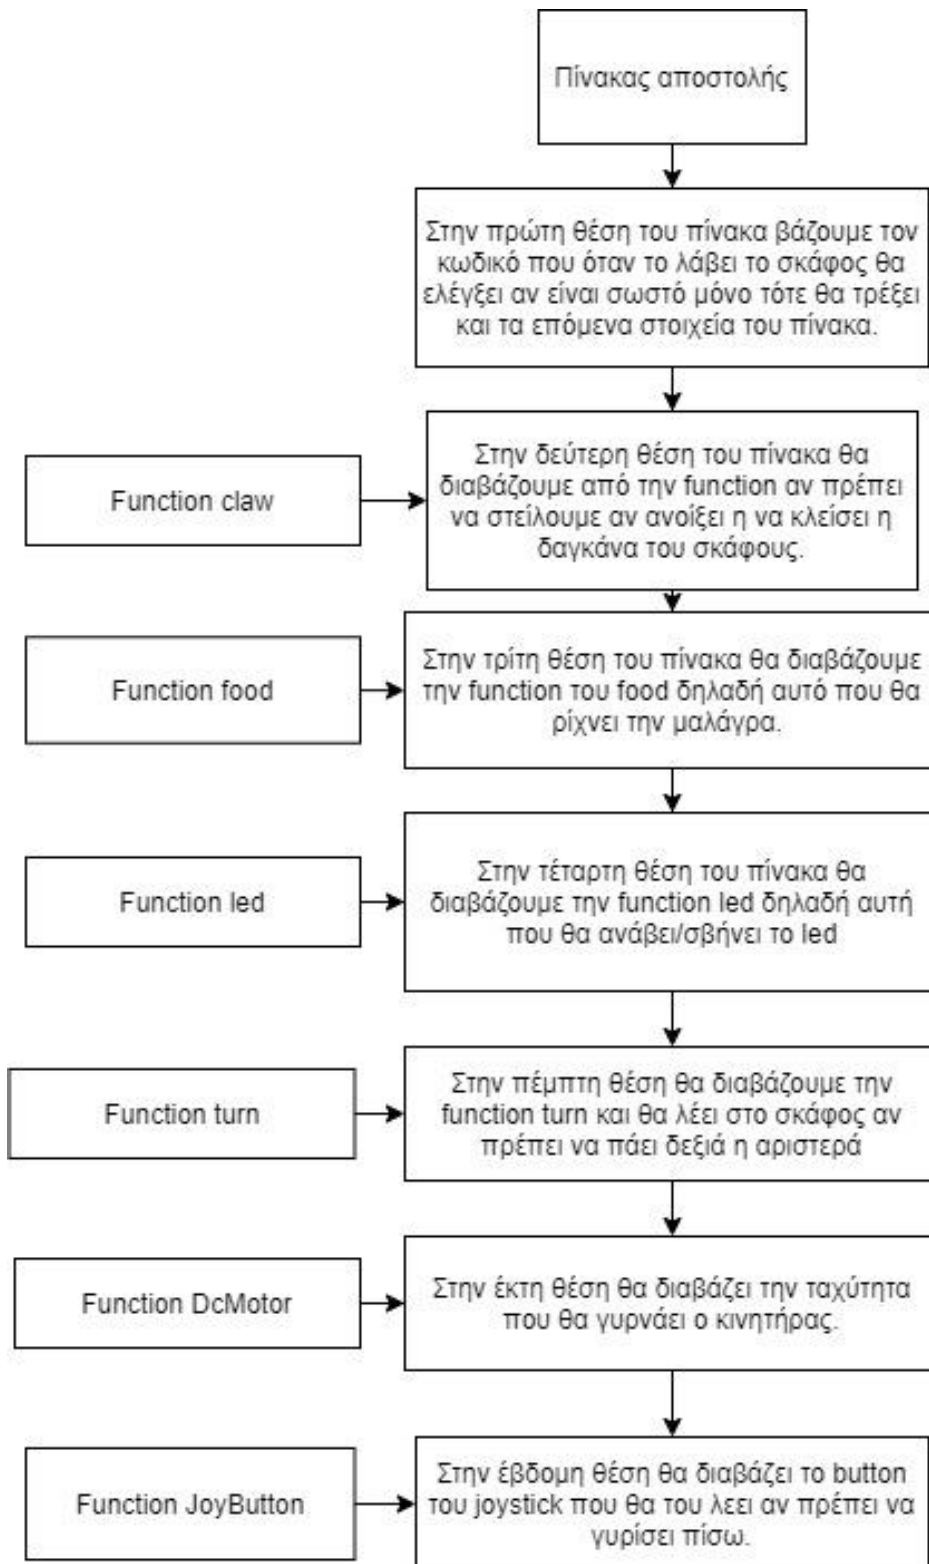 Πίνακας αποστολής
Στην πρώτη θέση του πίνακα βάζουμε τον
κωδικό που όταν το λάβει το σκάφος θα
ελέγξει αν είναι σωστό μόνο τότε θα τρέξει
και τα επόμενα στοιχεία του πίνακα.
Function claw
Στην δεύτερη θέση του πίνακα θα
διαβάζουμε από την function αν πρέπει
να στείλουμε αν ανοίξει η να κλείσει η
δαγκάνα του σκάφους.
Function food
Στην τρίτη θέση του πίνακα θα διαβάζουμε
την function του food δηλαδή αυτό που θα
ρίχνει την μαλάγρα.
Function led
Στην τέταρτη θέση του πίνακα θα
διαβάζουμε την function led δηλαδή αυτή
που θα ανάβει/σβήνει το led
Function turn
Στην πέμπτη θέση θα διαβάζουμε την
function turn και θα λέει στο σκάφος αν
πρέπει να πάει δεξιά η αριστερά
Function DcMotor
Στην έκτη θέση θα διαβάζει την ταχύτητα
που θα γυρνάει ο κινητήρας.
Function JoyButton
Στην έβδομη θέση θα διαβάζει το button
του joystick που θα του λεει αν πρέπει να
γυρίσει πίσω.